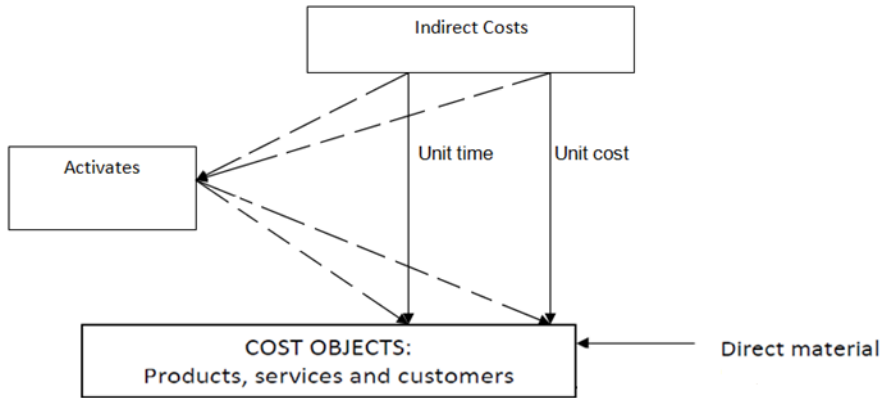 Indirect Costs
Activates
Unit time
Unit cost
COST OBJECTS:
Products, services and customers
Direct material